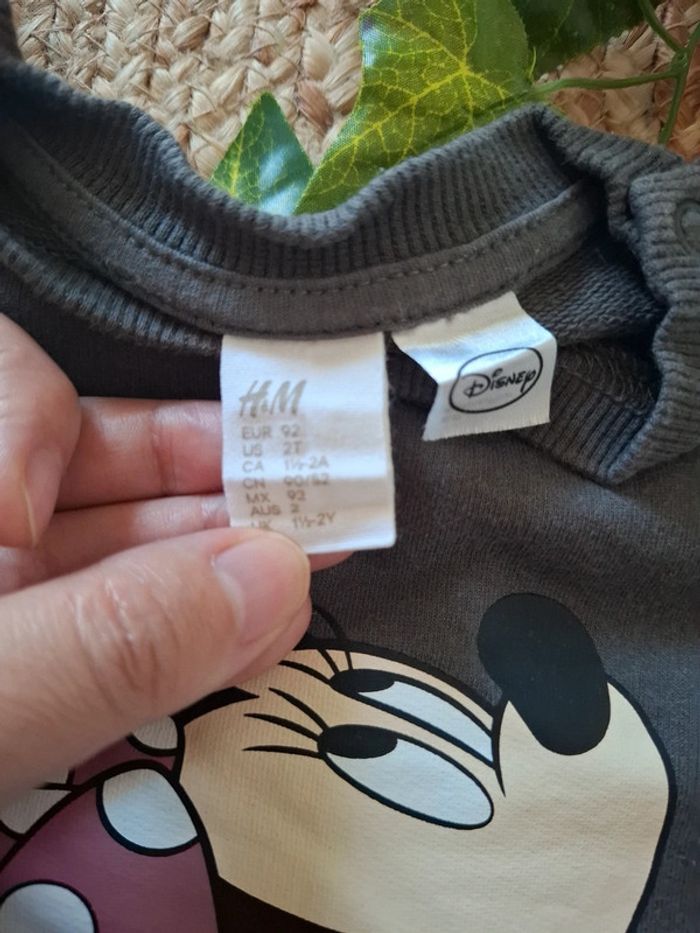 H&M
EUR 92
US 2T
CA 1½-2A
CN 90/52
MX 92
AUS 2
UK 1½-2Y
Disney